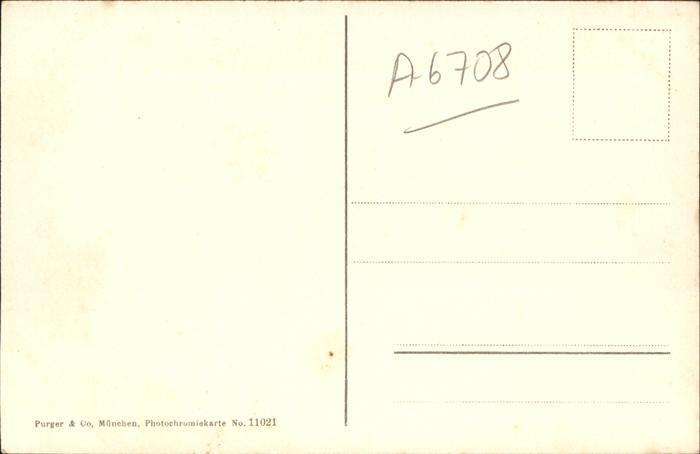 A6708
Purger & Co, München, Photochromiekarte No. 11021